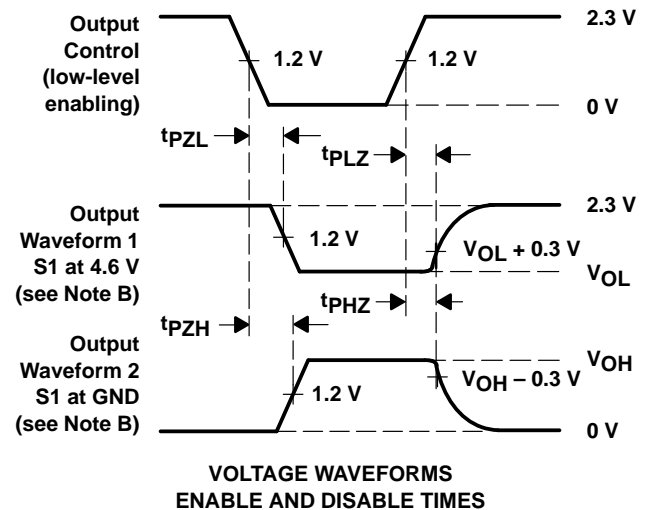 Output
Control
(low-level
enabling)
1.2 V
1.2 V
2.3 V
0 V
tPZL
tPLZ
Output
Waveform 1
S1 at 4.6 V
(see Note B)
1.2 V
2.3 V
VOL + 0.3 V
VOL
tPHZ
tPZH
Output
Waveform 2
S1 at GND
(see Note B)
1.2 V
VOH
VOH – 0.3 V
0 V
VOLTAGE WAVEFORMS
ENABLE AND DISABLE TIMES